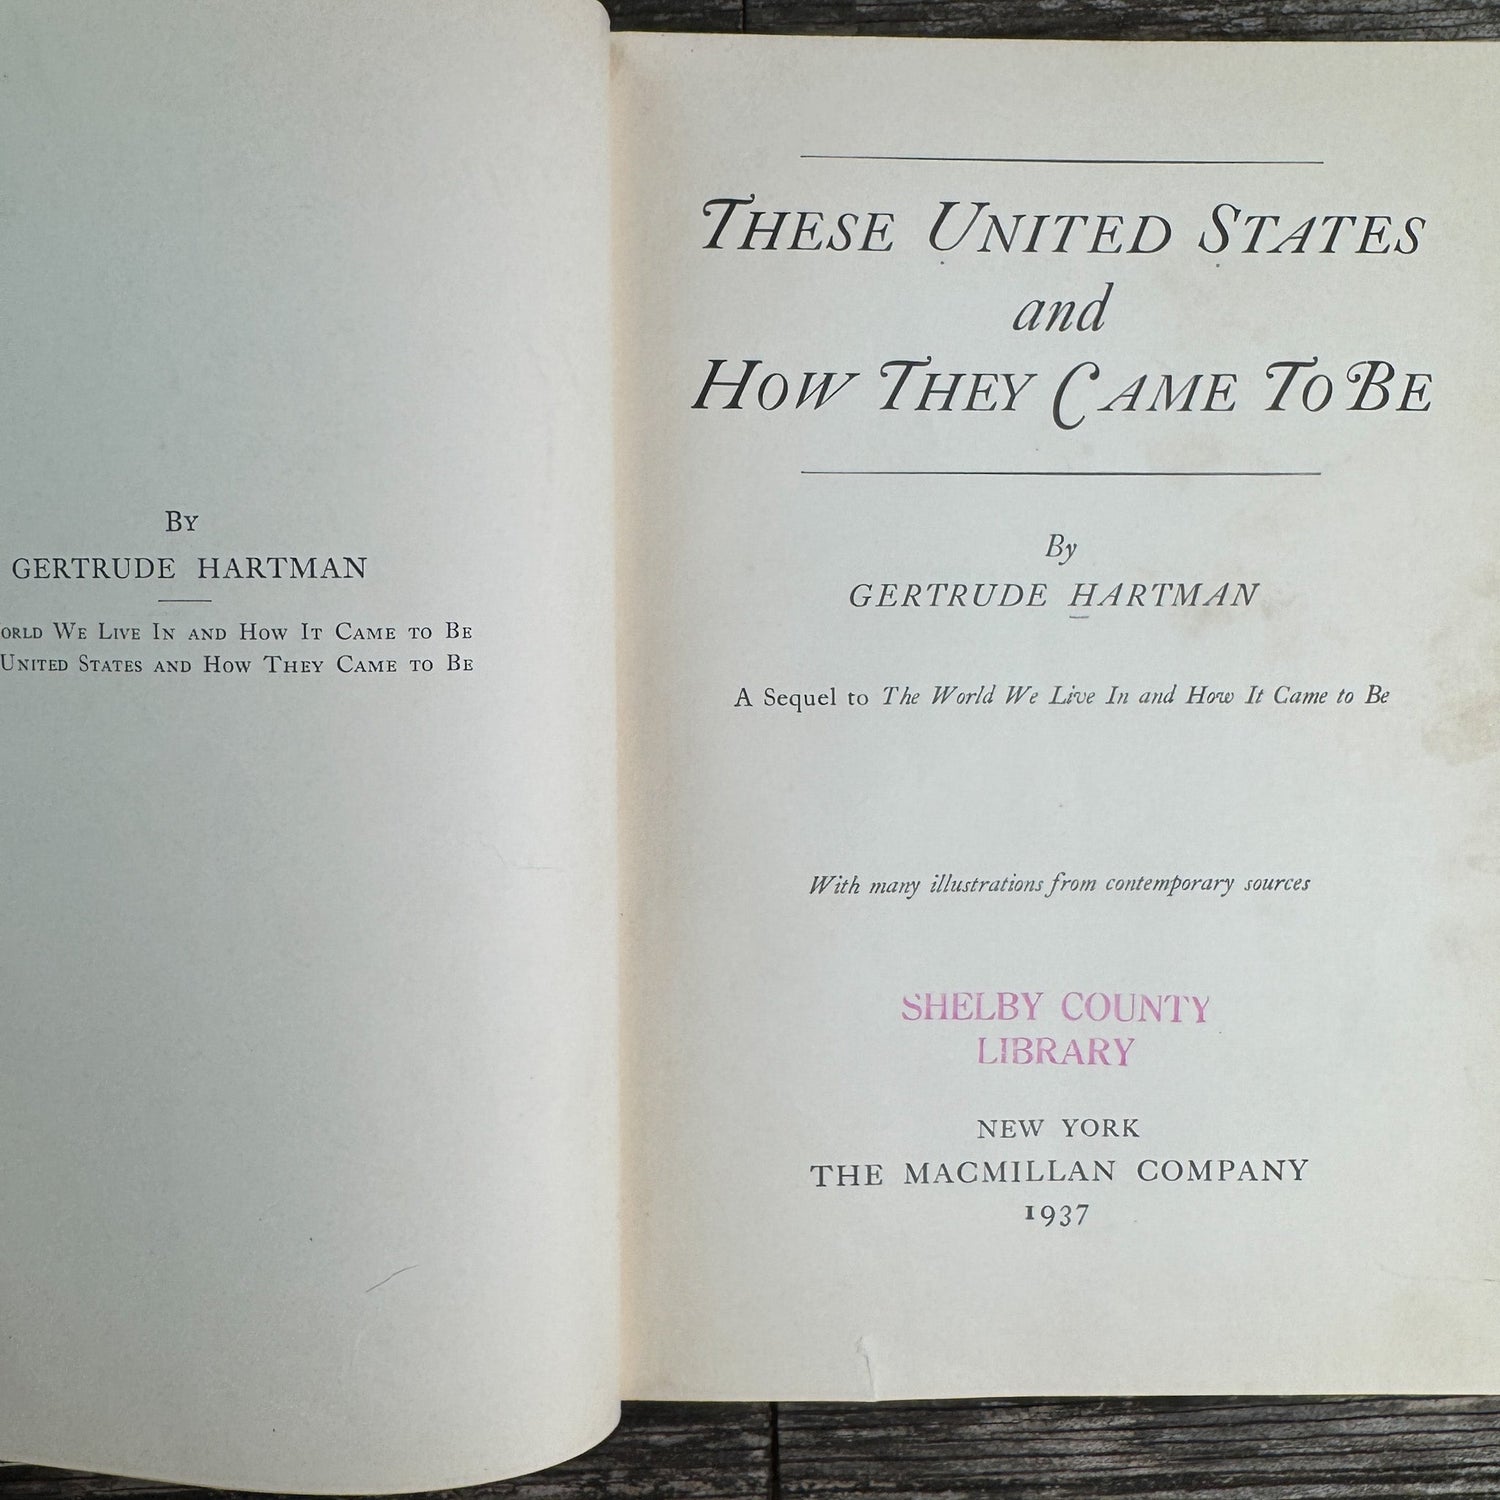 By
GERTRUDE HARTMAN
WE LIVE IN AND HOW IT CAME TO BE
UNITED STATES AND HOW THEY CAME TO BE
THESE UNITED STATES
and
HOW THEY CAME TO BE
By
GERTRUDE HARTMAN
A Sequel to The World We Live In and How It Came to Be
With many illustrations from contemporary sources
SHELBY COUNTY
LIBRARY
NEW YORK
THE MACMILLAN COMPANY
1937